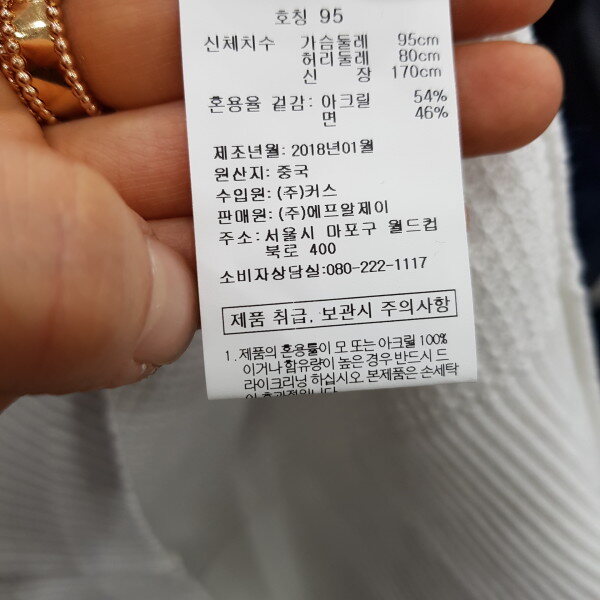 호칭 95
신체치수 가슴둘레 95cm
허리둘레 80cm
신 장 170cm
혼용율 겉감: 아크릴 54%
면 46%
제조년월: 2018년01월
원산지: 중국
수입원: (주)커스
판매원: (주)에프알제이
주소: 서울시 마포구 월드컵
북로 400
소비자상담실:080-222-1117
제품 취급, 보관시 주의사항
1. 제품의 혼용률이 모 또는 아크릴 100%
이거나 함유량이 높은 경우 반드시 드
라이크리닝 하십시오. 본제품은 손세탁
이 효과적입니다.